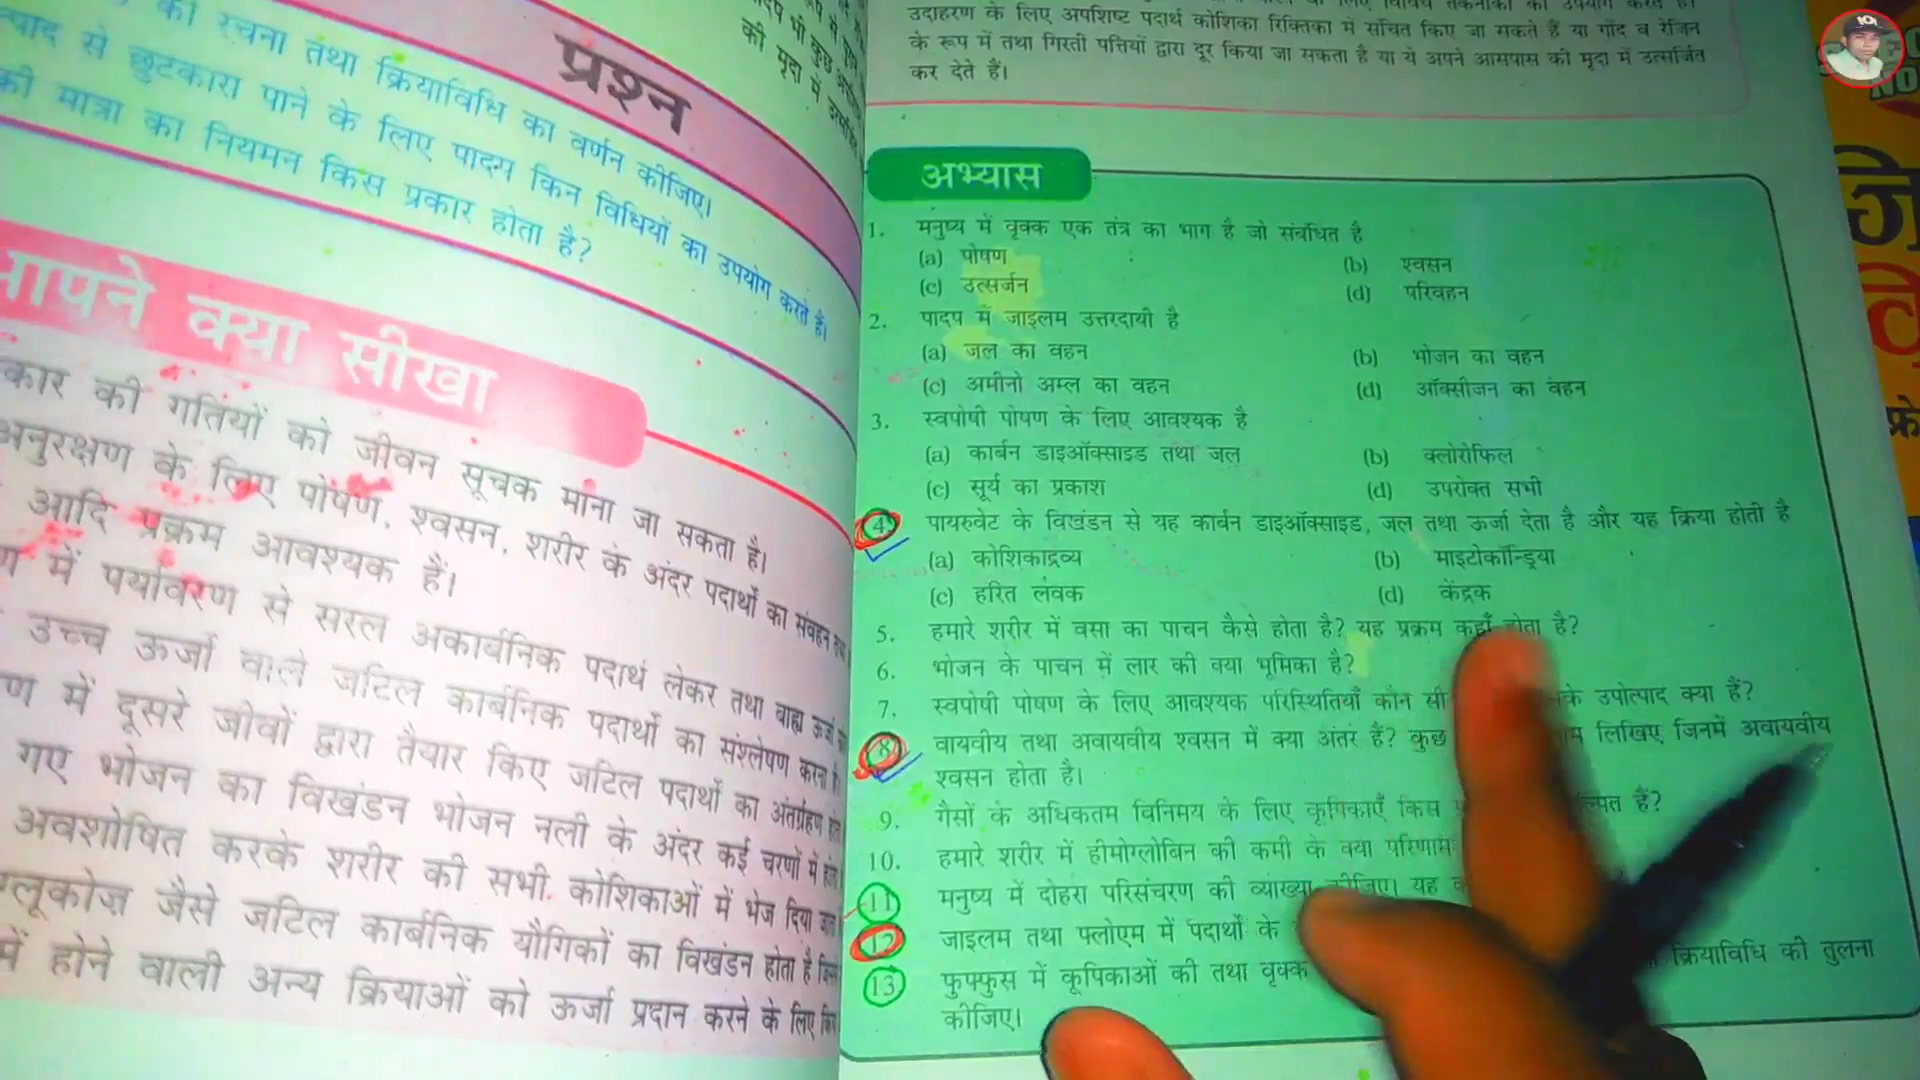 की रचना तथा क्रियाविधि का वर्णन कीजिए।
से छुटकारा पाने के लिए पादप किन विधियों का उपयोग करते हैं।
की मात्रा का नियमन किस प्रकार होता है?
प्रश्न
की मृदा में
आपने क्या सीखा
की गतियों को जीवन सूचक माना जा सकता है।
अनुरक्षण के लिए पोषण, श्वसन, शरीर के अंदर पदार्थों का संवहन
आदि प्रक्रम आवश्यक हैं।
में पर्यावरण से सरल अकार्बनिक पदार्थ लेकर तथा बाह्य ऊर्जा
उच्च ऊर्जा वाले जटिल कार्बनिक पदार्थों का संश्लेषण करना है।
में दूसरे जीवों द्वारा तैयार किए जटिल पदार्थों का अंतर्ग्रहण
गए भोजन का विखंडन भोजन नली के अंदर कई चरणों में
अवशोषित करके शरीर की सभी कोशिकाओं में भेज दिया
ग्लूकोज़ जैसे जटिल कार्बनिक यौगिकों का विखंडन होता है
में होने वाली अन्य क्रियाओं को ऊर्जा प्रदान करने के लिए
के लिए विविध तकनीकों का उपयोग करते हैं।
उदाहरण के लिए अपशिष्ट पदार्थ कोशिका रिक्तिका में संचित किए जा सकते हैं या गोंद व रेजिन
के रूप में तथा गिरती पत्तियों द्वारा दूर किया जा सकता है या ये अपने आसपास की मृदा में उत्सर्जित
कर देते हैं।
अभ्यास
1. मनुष्य में वृक्क एक तंत्र का भाग है जो संबंधित है
(a) पोषण (b) श्वसन
(c) उत्सर्जन (d) परिवहन
2. पादप में जाइलम उत्तरदायी है
(a) जल का वहन (b) भोजन का वहन
(c) अमीनो अम्ल का वहन (d) ऑक्सीजन का वहन
3. स्वपोषी पोषण के लिए आवश्यक है
(a) कार्बन डाइऑक्साइड तथा जल (b) क्लोरोफिल
(c) सूर्य का प्रकाश (d) उपरोक्त सभी
4. पायरुवेट के विखंडन से यह कार्बन डाइऑक्साइड, जल तथा ऊर्जा देता है और यह क्रिया होती है
(a) कोशिकाद्रव्य (b) माइटोकॉन्ड्रिया
(c) हरित लवक (d) केंद्रक
5. हमारे शरीर में वसा का पाचन कैसे होता है? यह प्रक्रम कहाँ होता है?
6. भोजन के पाचन में लार की क्या भूमिका है?
7. स्वपोषी पोषण के लिए आवश्यक परिस्थितियाँ कौन सी उपोत्पाद क्या हैं?
8. वायवीय तथा अवायवीय श्वसन में क्या अंतर हैं? कुछ लिखिए जिनमें अवायवीय
श्वसन होता है।
9. गैसों के अधिकतम विनिमय के लिए कूपिकाएँ किस हैं?
10. हमारे शरीर में हीमोग्लोबिन की कमी के क्या परिणाम
11 मनुष्य में दोहरा परिसंचरण की व्याख्या कीजिए। यह
12 जाइलम तथा फ्लोएम में पदार्थों के
13 फुफ्फुस में कूपिकाओं की तथा वृक्क क्रियाविधि की तुलना
कीजिए।